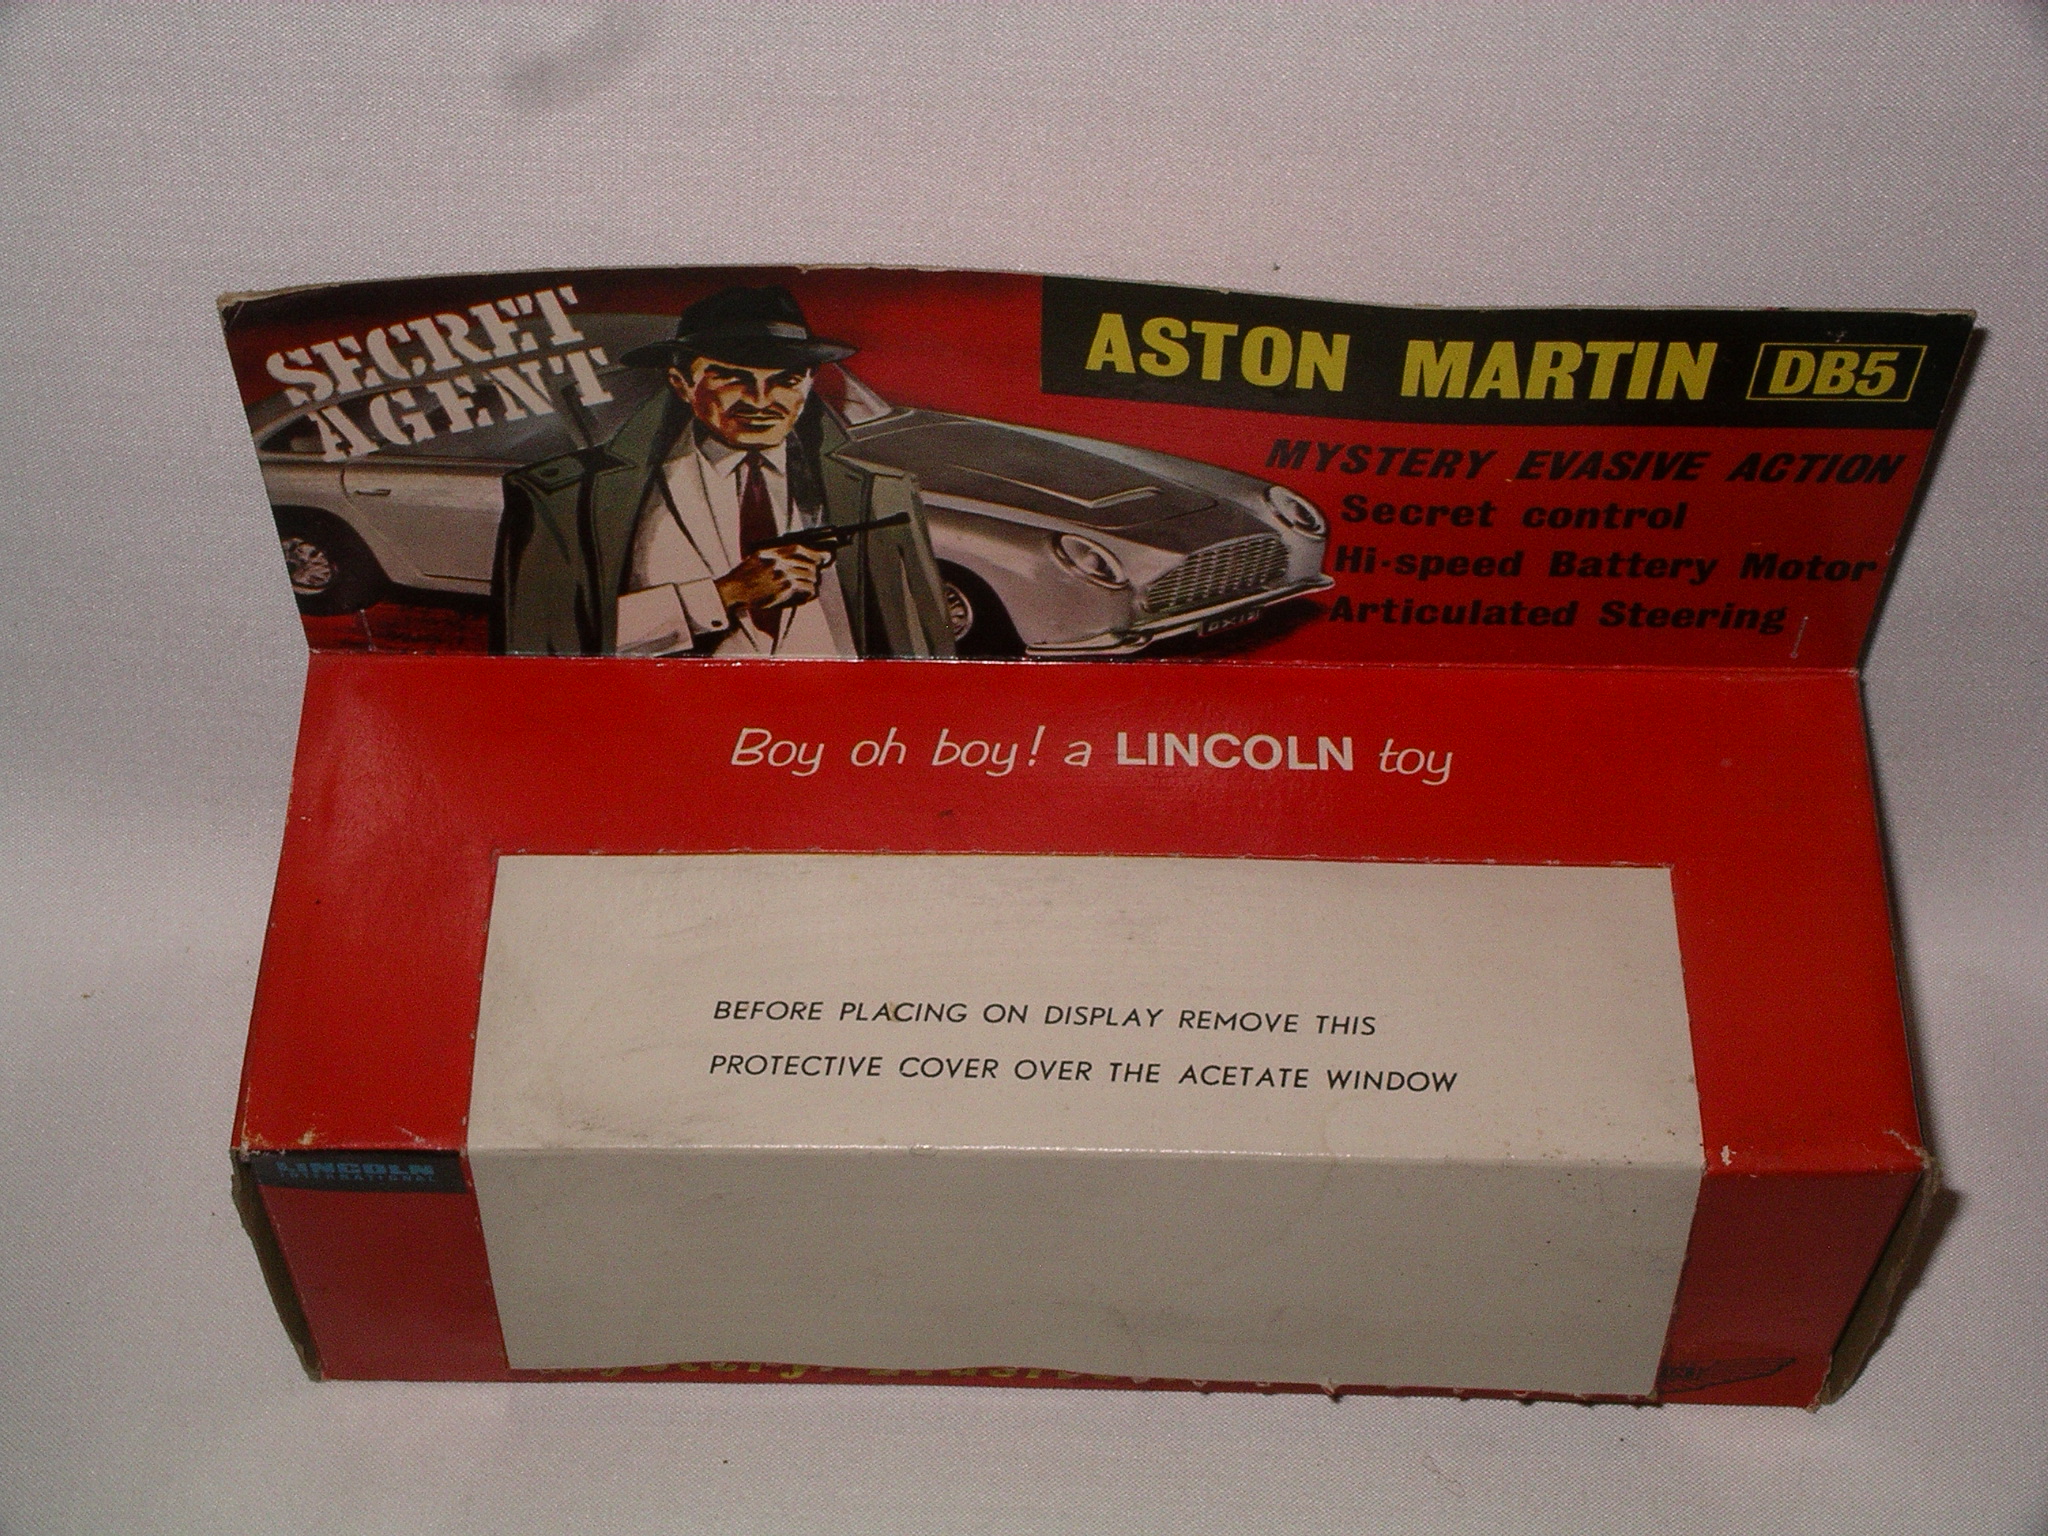 SECRET
AGENT
ASTON MARTIN DB5
MYSTERY EVASIVE ACTION
Secret control
Hi-speed Battery Motor
Articulated Steering
Boy oh boy! a LINCOLN toy
BEFORE PLACING ON DISPLAY REMOVE THIS
PROTECTIVE COVER OVER THE ACETATE WINDOW
LINCOLN
INTERNATIONAL